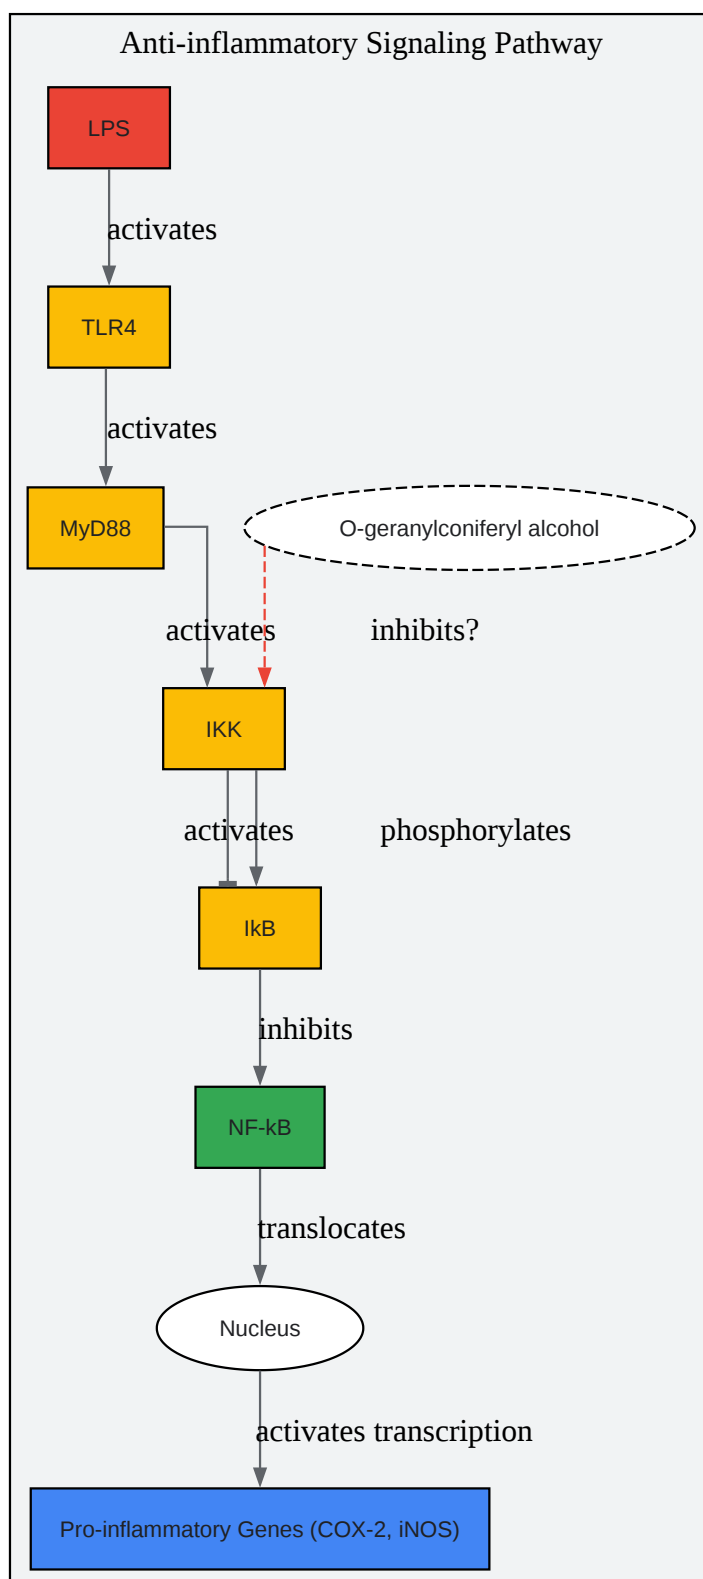 Anti-inflammatory Signaling Pathway
LPS
activates
TLR4
activates
MyD88
O-geranylconiferyl alcohol
activates
inhibits?
IKK
activates
phosphorylates
IkB
inhibits
NF-kB
translocates
Nucleus
activates transcription
Pro-inflammatory Genes (COX-2, iNOS)